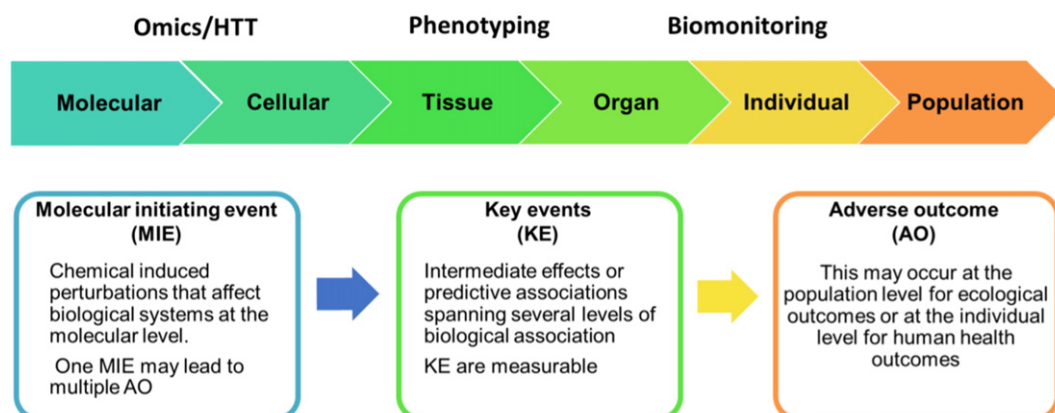 Omics/HTT Phenotyping Biomonitoring
Molecular Cellular Tissue Organ Individual Population
Molecular initiating event
(MIE)
Chemical induced
perturbations that affect
biological systems at the
molecular level.
One MIE may lead to
multiple AO
Key events
(KE)
Intermediate effects or
predictive associations
spanning several levels of
biological association
KE are measurable
Adverse outcome
(AO)
This may occur at the
population level for ecological
outcomes or at the individual
level for human health
outcomes